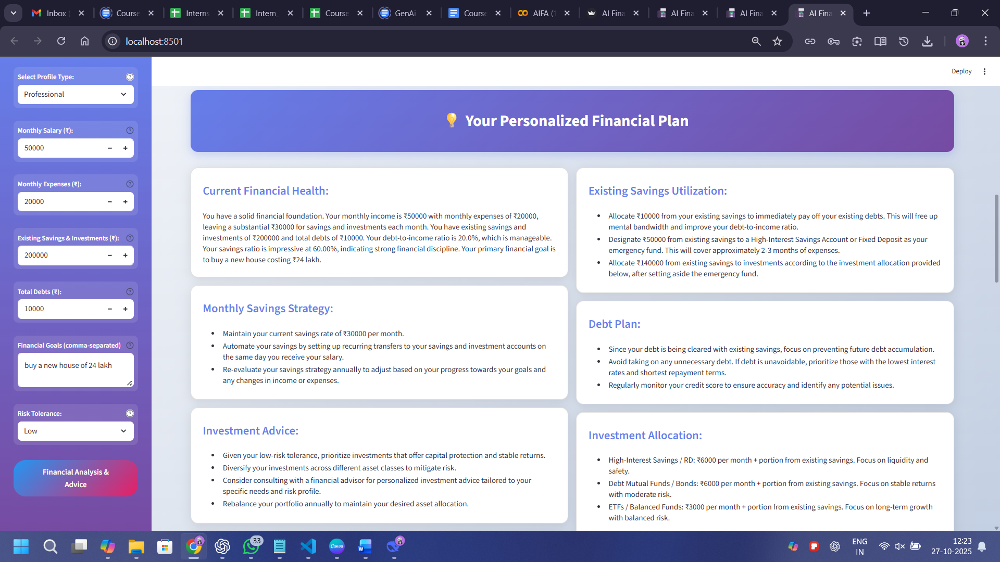 Inbox (
Course
Interns
Intern_
Course
GenAi
Course
AIFA (1
AI Fina
AI Fina
AI Fina
AI Fina
localhost:8501
Select Profile Type:
Professional
Monthly Salary (₹):
50000
Monthly Expenses (₹):
20000
Existing Savings & Investments (₹):
200000
Total Debts (₹):
10000
Financial Goals (comma-separated)
buy a new house of 24 lakh
Risk Tolerance:
Low
Financial Analysis &
Advice
Deploy
Your Personalized Financial Plan
Current Financial Health:
You have a solid financial foundation. Your monthly income is ₹50000 with monthly expenses of ₹20000,
leaving a substantial ₹30000 for savings and investments each month. You have existing savings and
investments of ₹200000 and total debts of ₹10000. Your debt-to-income ratio is 20.0%, which is manageable.
Your savings ratio is impressive at 60.00%, indicating strong financial discipline. Your primary financial goal is
to buy a new house costing ₹24 lakh.
Monthly Savings Strategy:
• Maintain your current savings rate of ₹30000 per month.
• Automate your savings by setting up recurring transfers to your savings and investment accounts on
the same day you receive your salary.
• Re-evaluate your savings strategy annually to adjust based on your progress towards your goals and
any changes in income or expenses.
Investment Advice:
• Given your low-risk tolerance, prioritize investments that offer capital protection and stable returns.
• Diversify your investments across different asset classes to mitigate risk.
• Consider consulting with a financial advisor for personalized investment advice tailored to your
specific needs and risk profile.
• Rebalance your portfolio annually to maintain your desired asset allocation.
Existing Savings Utilization:
• Allocate ₹10000 from your existing savings to immediately pay off your existing debts. This will free up
mental bandwidth and improve your debt-to-income ratio.
• Designate ₹50000 from existing savings to a High-Interest Savings Account or Fixed Deposit as your
emergency fund. This will cover approximately 2-3 months of expenses.
• Allocate ₹140000 from existing savings to investments according to the investment allocation provided
below, after setting aside the emergency fund.
Debt Plan:
• Since your debt is being cleared with existing savings, focus on preventing future debt accumulation.
• Avoid taking on any unnecessary debt. If debt is unavoidable, prioritize those with the lowest interest
rates and shortest repayment terms.
• Regularly monitor your credit score to ensure accuracy and identify any potential issues.
Investment Allocation:
• High-Interest Savings / RD: ₹6000 per month + portion from existing savings. Focus on liquidity and
safety.
• Debt Mutual Funds / Bonds: ₹6000 per month + portion from existing savings. Focus on stable returns
with moderate risk.
• ETFs / Balanced Funds: ₹3000 per month + portion from existing savings. Focus on long-term growth
with balanced risk.
33
Canva
W
ENG
IN
12:23
27-10-2025